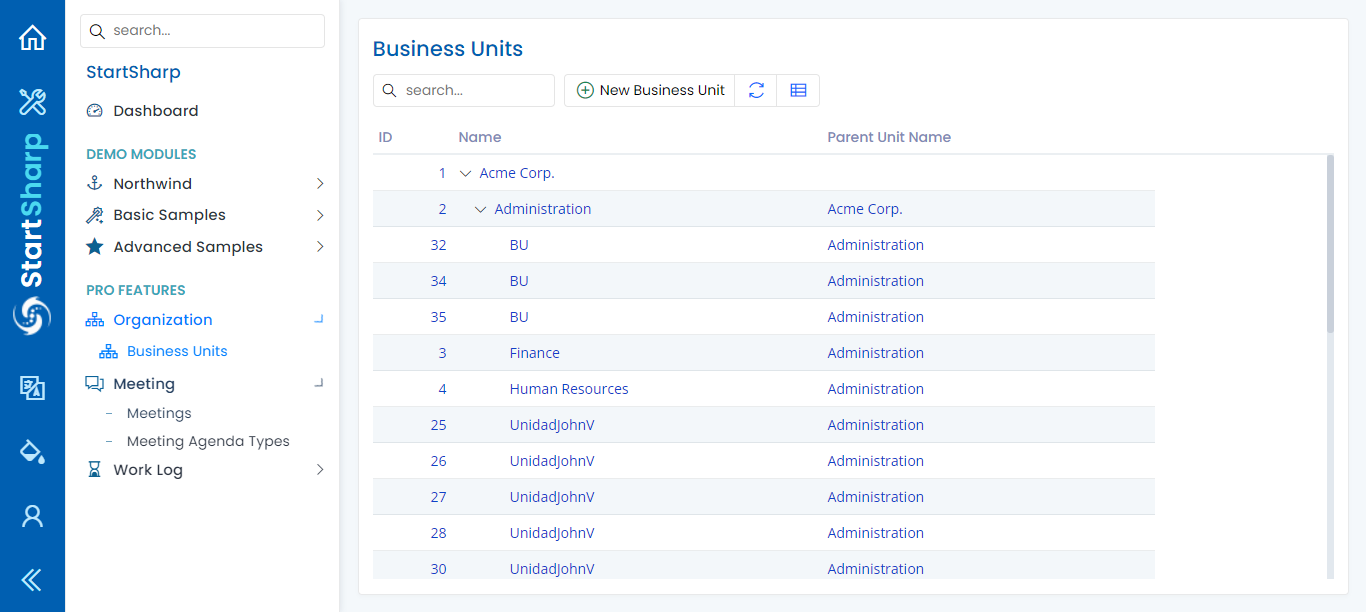 StartSharp
search...
StartSharp
Dashboard
DEMO MODULES
Northwind
Basic Samples
Advanced Samples
PRO FEATURES
Organization
Business Units
Meeting
Meetings
Meeting Agenda Types
Work Log
Business Units
search...
New Business Unit
ID Name Parent Unit Name
1 Acme Corp.
2 Administration Acme Corp.
32 BU Administration
34 BU Administration
35 BU Administration
3 Finance Administration
4 Human Resources Administration
25 UnidadJohnV Administration
26 UnidadJohnV Administration
27 UnidadJohnV Administration
28 UnidadJohnV Administration
30 UnidadJohnV Administration